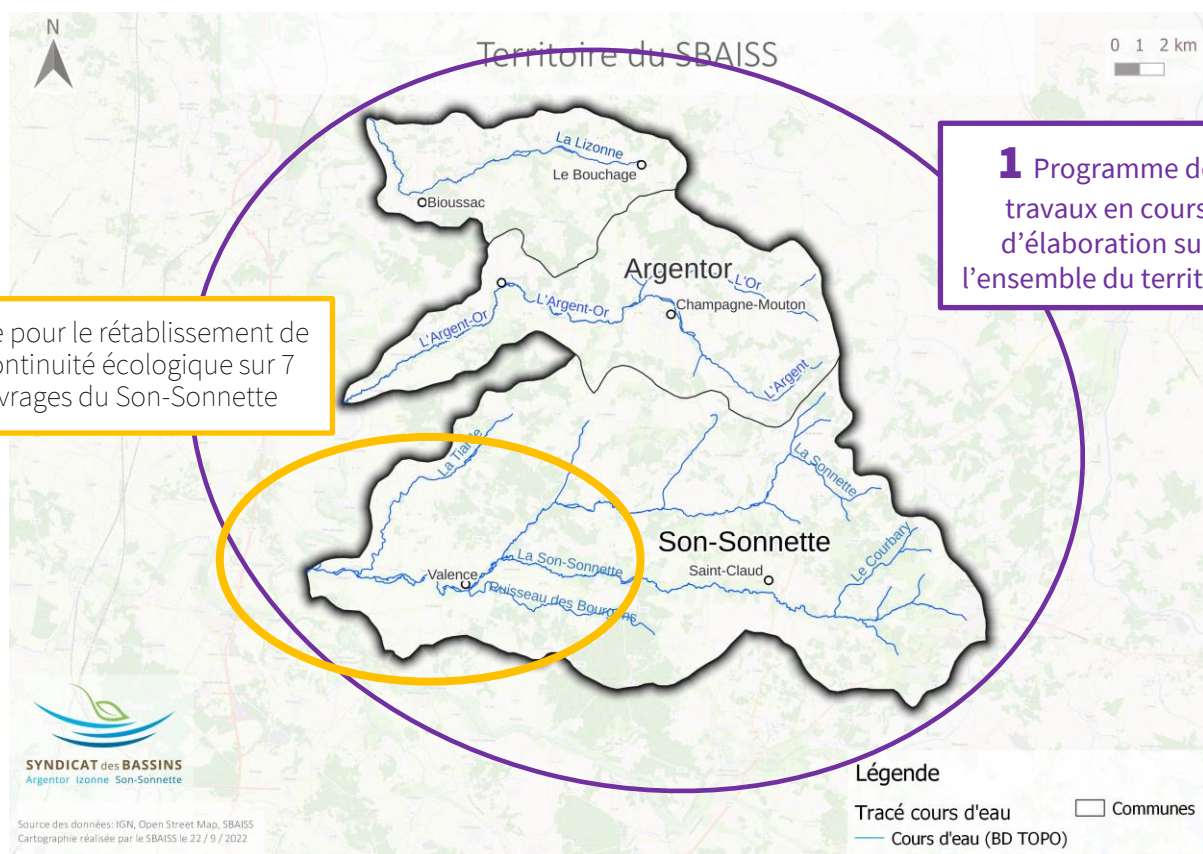 N
Territoire du SBAISS
0 1 2 km
La Lizonne
Le Bouchage
Bioussac
1 Programme de
travaux en cours
d'élaboration su
l'ensemble du territ
Argentor
L'Or
L'Argent-Or
Champagne-Mouton
L'Argent-Or
L'Argent
e pour le rétablissement de
ontinuité écologique sur 7
vrages du Son-Sonnette
La Tiarde
La Sonnette
Son-Sonnette
La Son-Sonnette
Saint-Claud
Le Courbary
Valence
Ruisseau des Bourgons
SYNDICAT des BASSINS
Argentor Izonne Son-Sonnette
Légende
Tracé cours d'eau
Communes
Cours d'eau (BD TOPO)
Source des données: IGN, Open Street Map, SBAISS
Cartographie réalisée par le SBAISS le 22 / 9 / 2022